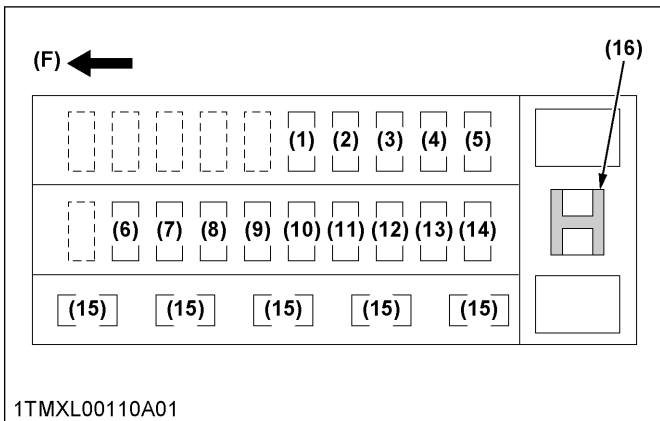 (F)
(16)
(1) (2) (3) (4) (5)
(6) (7) (8) (9) (10) (11) (12) (13) (14)
(15) (15) (15) (15) (15)
1TMXL00110A01